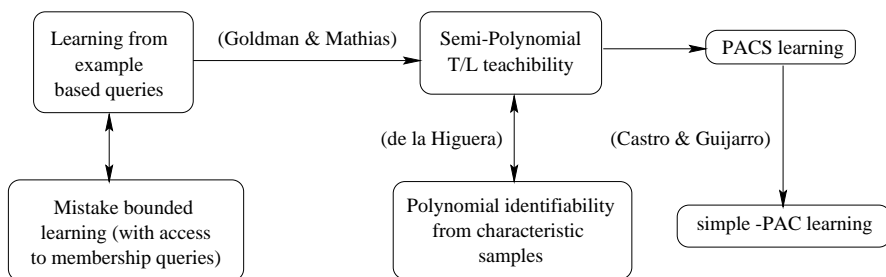 Learning from
example
based queries
(Goldman & Mathias)
Semi-Polynomial
T/L teachibility
PACS learning
(de la Higuera)
(Castro & Guijarro)
Mistake bounded
learning (with access
to membership queries)
Polynomial identifiability
from characteristic
samples
simple -PAC learning